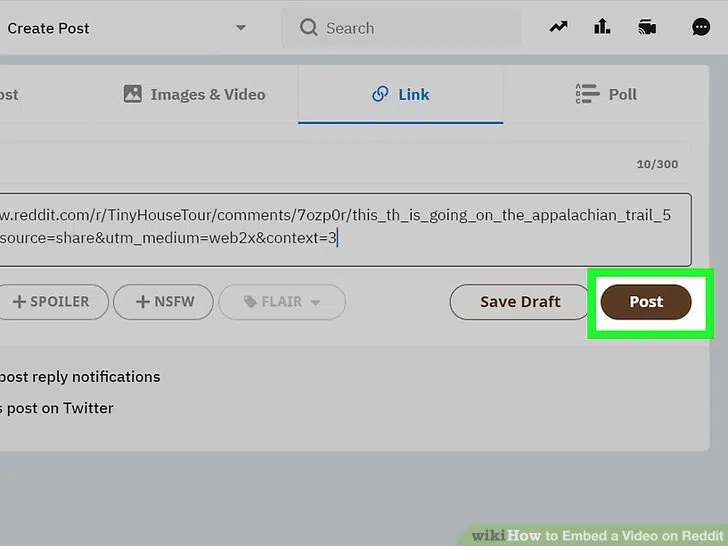 Create Post
Search
ost
Images & Video
Link
Poll
10/300
w.reddit.com/r/TinyHouseTour/comments/7ozp0r/this_th_is_going_on_the_appalachian_trail_5
source=share&utm_medium=web2x&context=3
+ SPOILER
+ NSFW
FLAIR
Save Draft
Post
post reply notifications
s post on Twitter
wikiHow to Embed a Video on Reddit